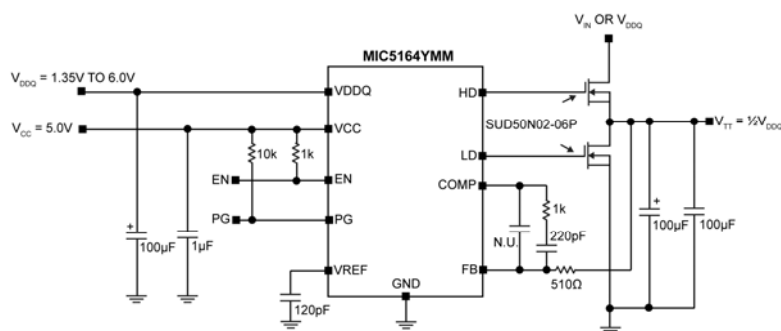 V_IN OR V_DDQ
MIC5164YMM
V_DDQ = 1.35V TO 6.0V
VDDQ
HD
V_CC = 5.0V
VCC
SUD50N02-06P
V_TT = ½V_DDQ
10k
1k
LD
EN
EN
COMP
PG
PG
1k
+
100µF
1µF
N.U.
220pF
+
100µF
100µF
VREF
FB
510Ω
GND
120pF